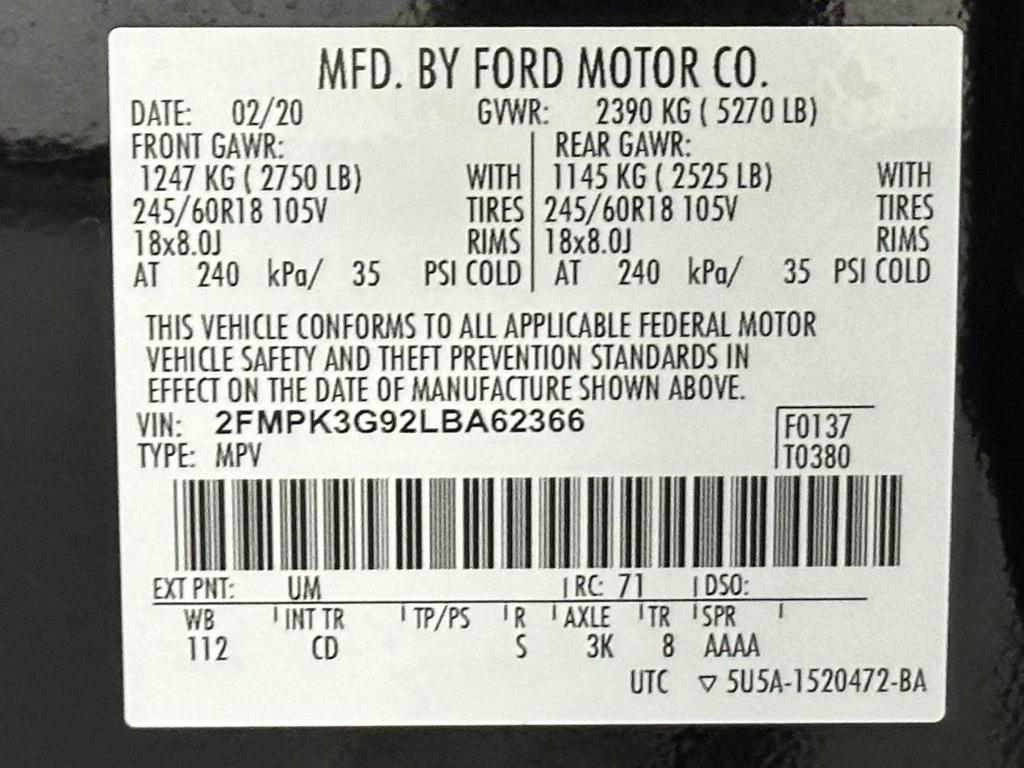 MFD. BY FORD MOTOR CO.
DATE: 02/20 GVWR: 2390 KG ( 5270 LB)
FRONT GAWR: REAR GAWR:
1247 KG ( 2750 LB) WITH 1145 KG ( 2525 LB) WITH
245/60R18 105V TIRES 245/60R18 105V TIRES
18x8.0J RIMS 18x8.0J RIMS
AT 240 kPa/ 35 PSI COLD AT 240 kPa/ 35 PSI COLD
THIS VEHICLE CONFORMS TO ALL APPLICABLE FEDERAL MOTOR
VEHICLE SAFETY AND THEFT PREVENTION STANDARDS IN
EFFECT ON THE DATE OF MANUFACTURE SHOWN ABOVE.
VIN: 2FMPK3G92LBA62366 F0137
TYPE: MPV T0380
EXT PNT: UM RC: 71 DSO:
WB INT TR TP/PS R AXLE TR SPR
112 CD S 3K 8 AAAA
UTC ▽ 5U5A-1520472-BA